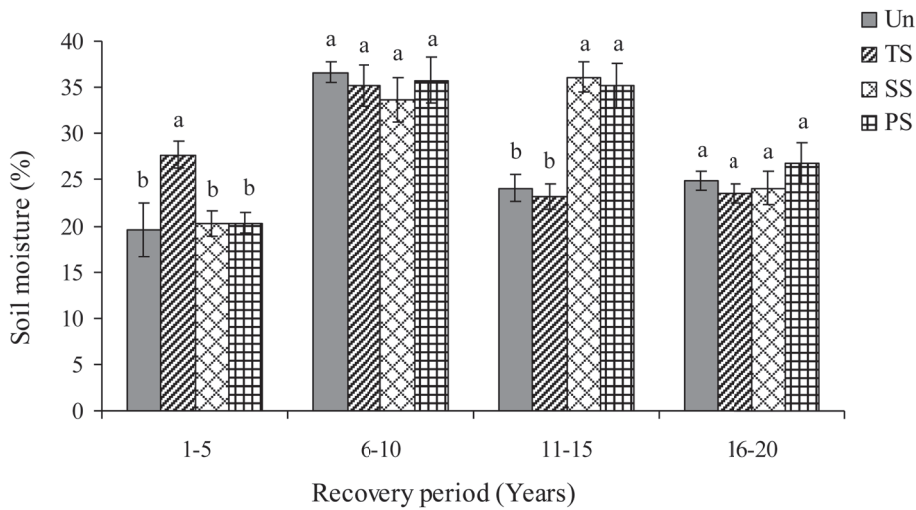 Un
TS
SS
PS
40
35
30
25
20
15
10
5
0
b a b b
a a a a
b b a a
a a a a
Soil moisture (%)
1-5 6-10 11-15 16-20
Recovery period (Years)